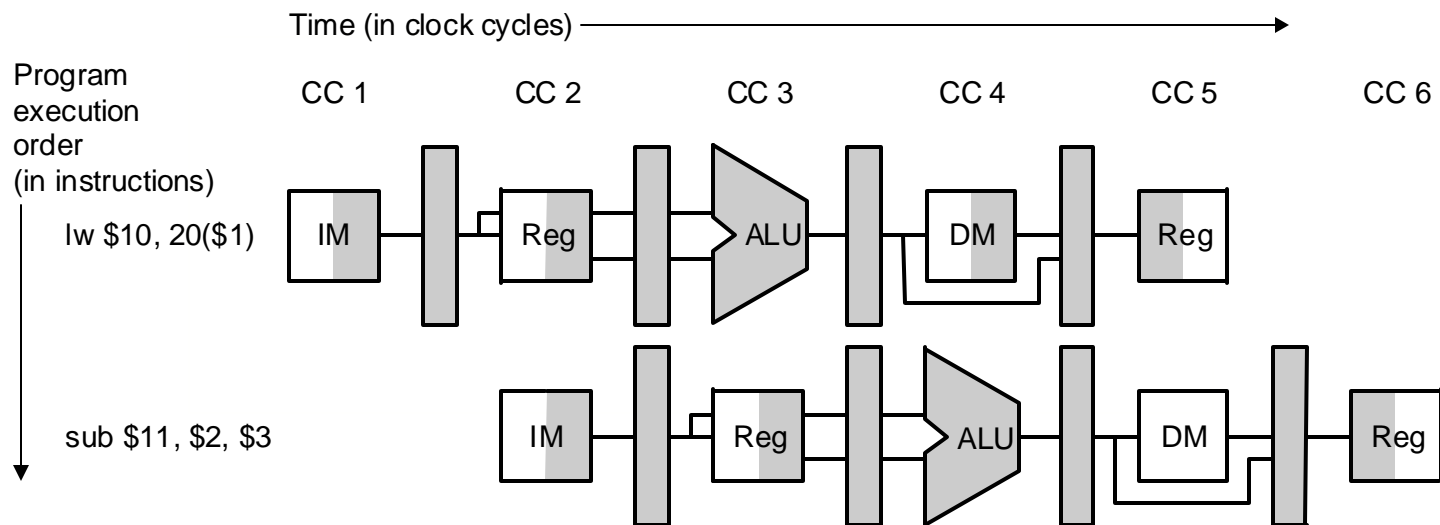 Time (in clock cycles)
Program
execution
order
(in instructions)
CC 1 CC 2 CC 3 CC 4 CC 5 CC 6
lw $10, 20($1)
IM Reg ALU DM Reg
sub $11, $2, $3
IM Reg ALU DM Reg